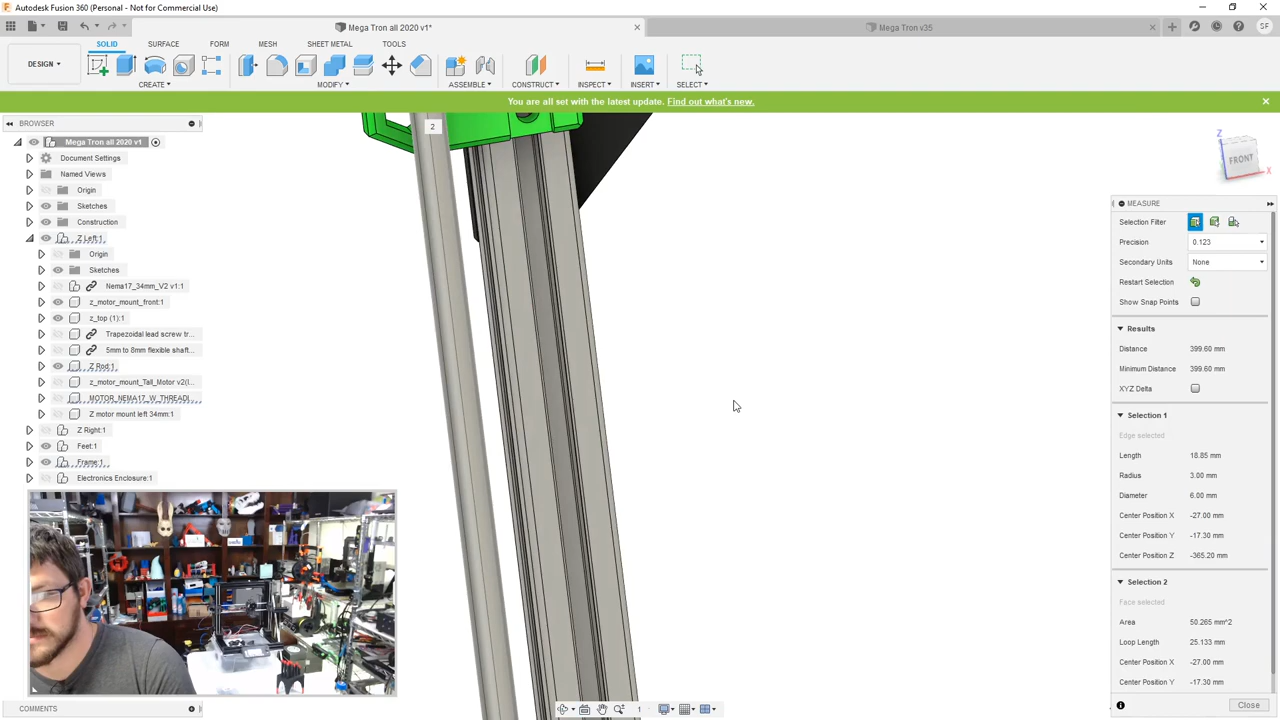 Autodesk Fusion 360 (Personal - Not for Commercial Use)
Mega Tron all 2020 v1*
Mega Tron v35
SF
SOLID SURFACE FORM MESH SHEET METAL TOOLS
DESIGN
CREATE MODIFY ASSEMBLE CONSTRUCT INSPECT INSERT SELECT
You are all set with the latest update. Find out what's new.
BROWSER
Mega Tron all 2020 v1
Document Settings
Named Views
Origin
Sketches
Construction
Z Left:1
Origin
Sketches
Nema17_34mm_V2 v1:1
z_motor_mount_front:1
z_top (1):1
Trapezoidal lead screw tr...
5mm to 8mm flexible shaft...
Z Rod:1
z_motor_mount_Tall_Motor v2(l...
MOTOR_NEMA17_W_THREADI...
Z motor mount left 34mm:1
Z Right:1
Feet:1
Frame:1
Electronics Enclosure:1
COMMENTS
2
Z
FRONT
X
MEASURE
Selection Filter
Precision 0.123
Secondary Units None
Restart Selection
Show Snap Points
Results
Distance 399.60 mm
Minimum Distance 399.60 mm
XYZ Delta
Selection 1
Edge selected
Length 18.85 mm
Radius 3.00 mm
Diameter 6.00 mm
Center Position X -27.00 mm
Center Position Y -17.30 mm
Center Position Z -365.20 mm
Selection 2
Face selected
Area 50.265 mm^2
Loop Length 25.133 mm
Center Position X -27.00 mm
Center Position Y -17.30 mm
Close